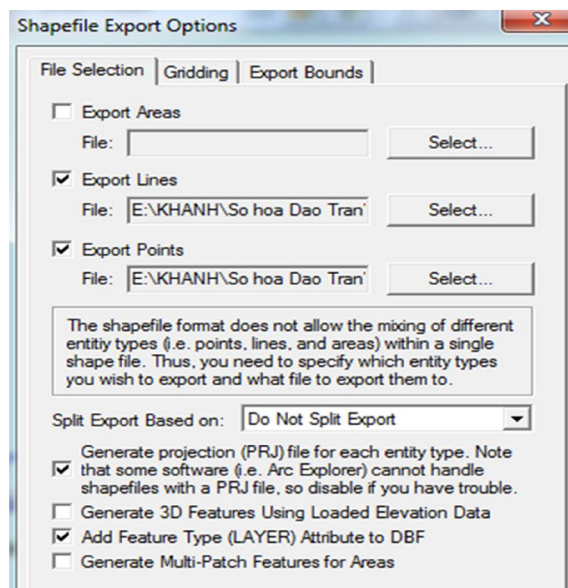 Shapefile Export Options
File Selection Gridding Export Bounds
Export Areas
File: Select...
Export Lines
File: E:\KHANH\So hoa Dao Tran Select...
Export Points
File: E:\KHANH\So hoa Dao Tran Select...
The shapefile format does not allow the mixing of different
entitiy types (i.e. points, lines, and areas) within a single
shape file. Thus, you need to specify which entity types
you wish to export and what file to export them to.
Split Export Based on: Do Not Split Export
Generate projection (PRJ) file for each entity type. Note
that some software (i.e. Arc Explorer) cannot handle
shapefiles with a PRJ file, so disable if you have trouble.
Generate 3D Features Using Loaded Elevation Data
Add Feature Type (LAYER) Attribute to DBF
Generate Multi-Patch Features for Areas